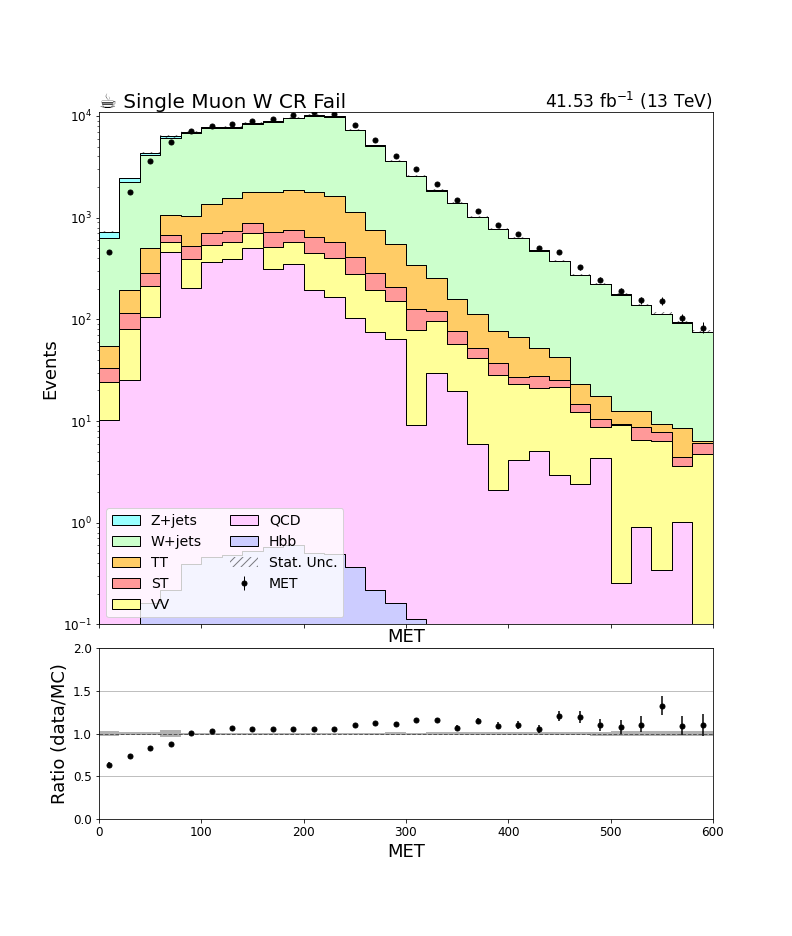 ☕ Single Muon W CR Fail
41.53 fb⁻¹ (13 TeV)
Events
10⁴
10³
10²
10¹
10⁰
10⁻¹
Z+jets
W+jets
TT
ST
VV
QCD
Hbb
Stat. Unc.
MET
MET
Ratio (data/MC)
2.0
1.5
1.0
0.5
0.0
0 100 200 300 400 500 600
MET